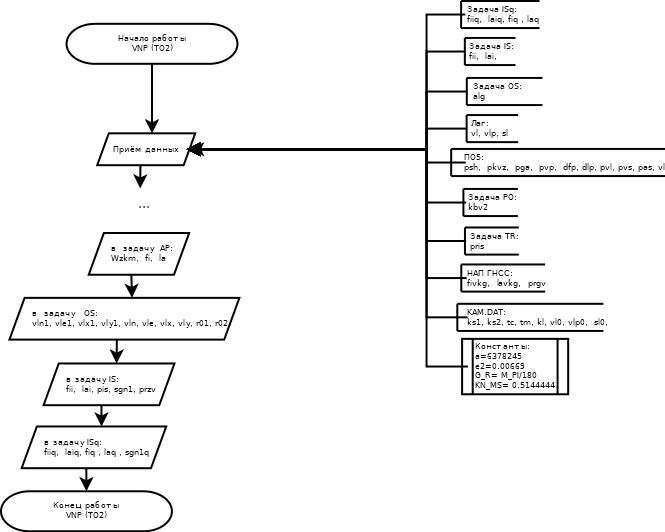 Начало работы
VNP (TO2)
Приём данных
...
в задачу AP:
Wzkm, fi, la
в задачу OS:
vln1, vle1, vlx1, vly1, vln, vle, vlx, vly, r01, r02
в задачу IS:
fii, lai, pis, sgn1, przv
в задачу ISq:
fiiq, laiq, fiq , laq , sgn1q
Конец работы
VNP (TO2)
Задача ISq:
fiiq, laiq, fiq , laq
Задача IS:
fii, lai,
Задача OS:
alg
Лаг:
vl, vlp, sl
ПО5:
psh, pkvz, pga, pvp, dfp, dlp, pvl, pvs, pas, vl
Задача PO:
kbv2
Задача TR:
pris
НАП ГНСС:
fivkg, lavkg, prgv
KAM.DAT:
ks1, ks2, tc, tm, kl, vl0, vlp0, sl0,
Константы:
a=6378245
e2=0.00669
G_R= M_PI/180
KN_MS= 0.5144444